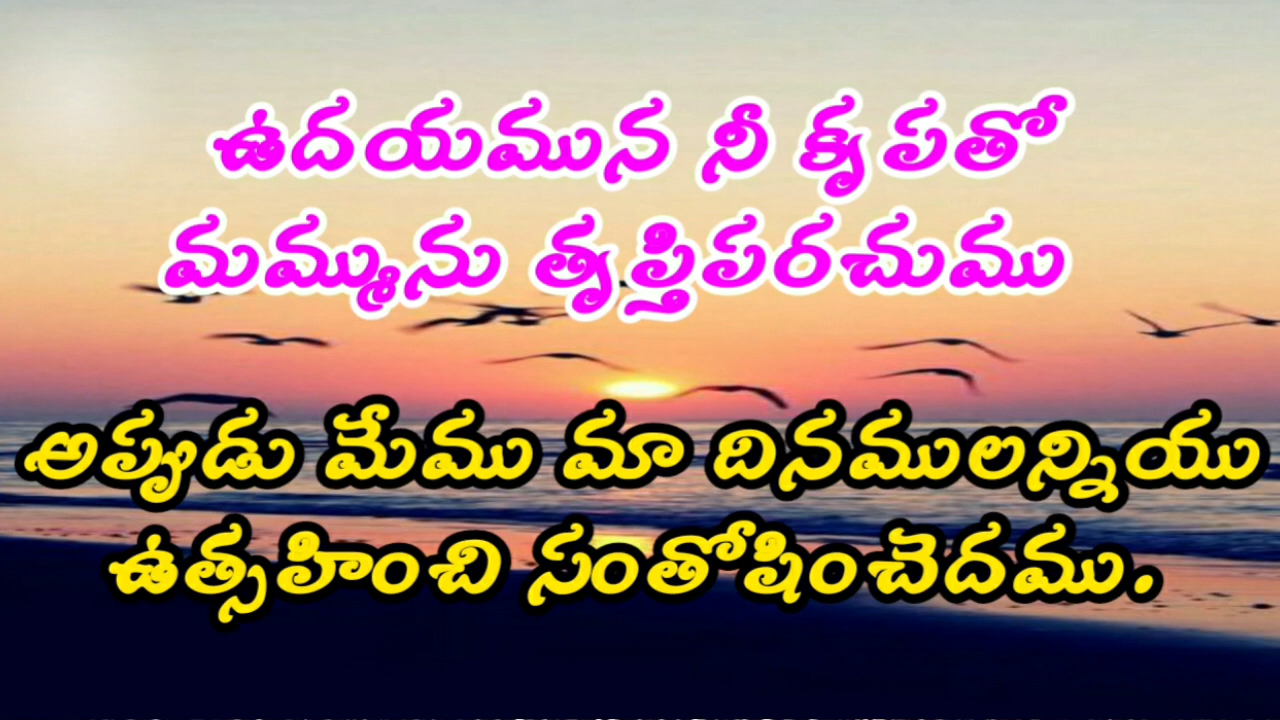 ఉదయమున నీ కృపతో
మమ్మును తృప్తిపరచుము
అప్పుడు మేము మా దినములన్నియు
ఉత్సహించి సంతోషించెదము.